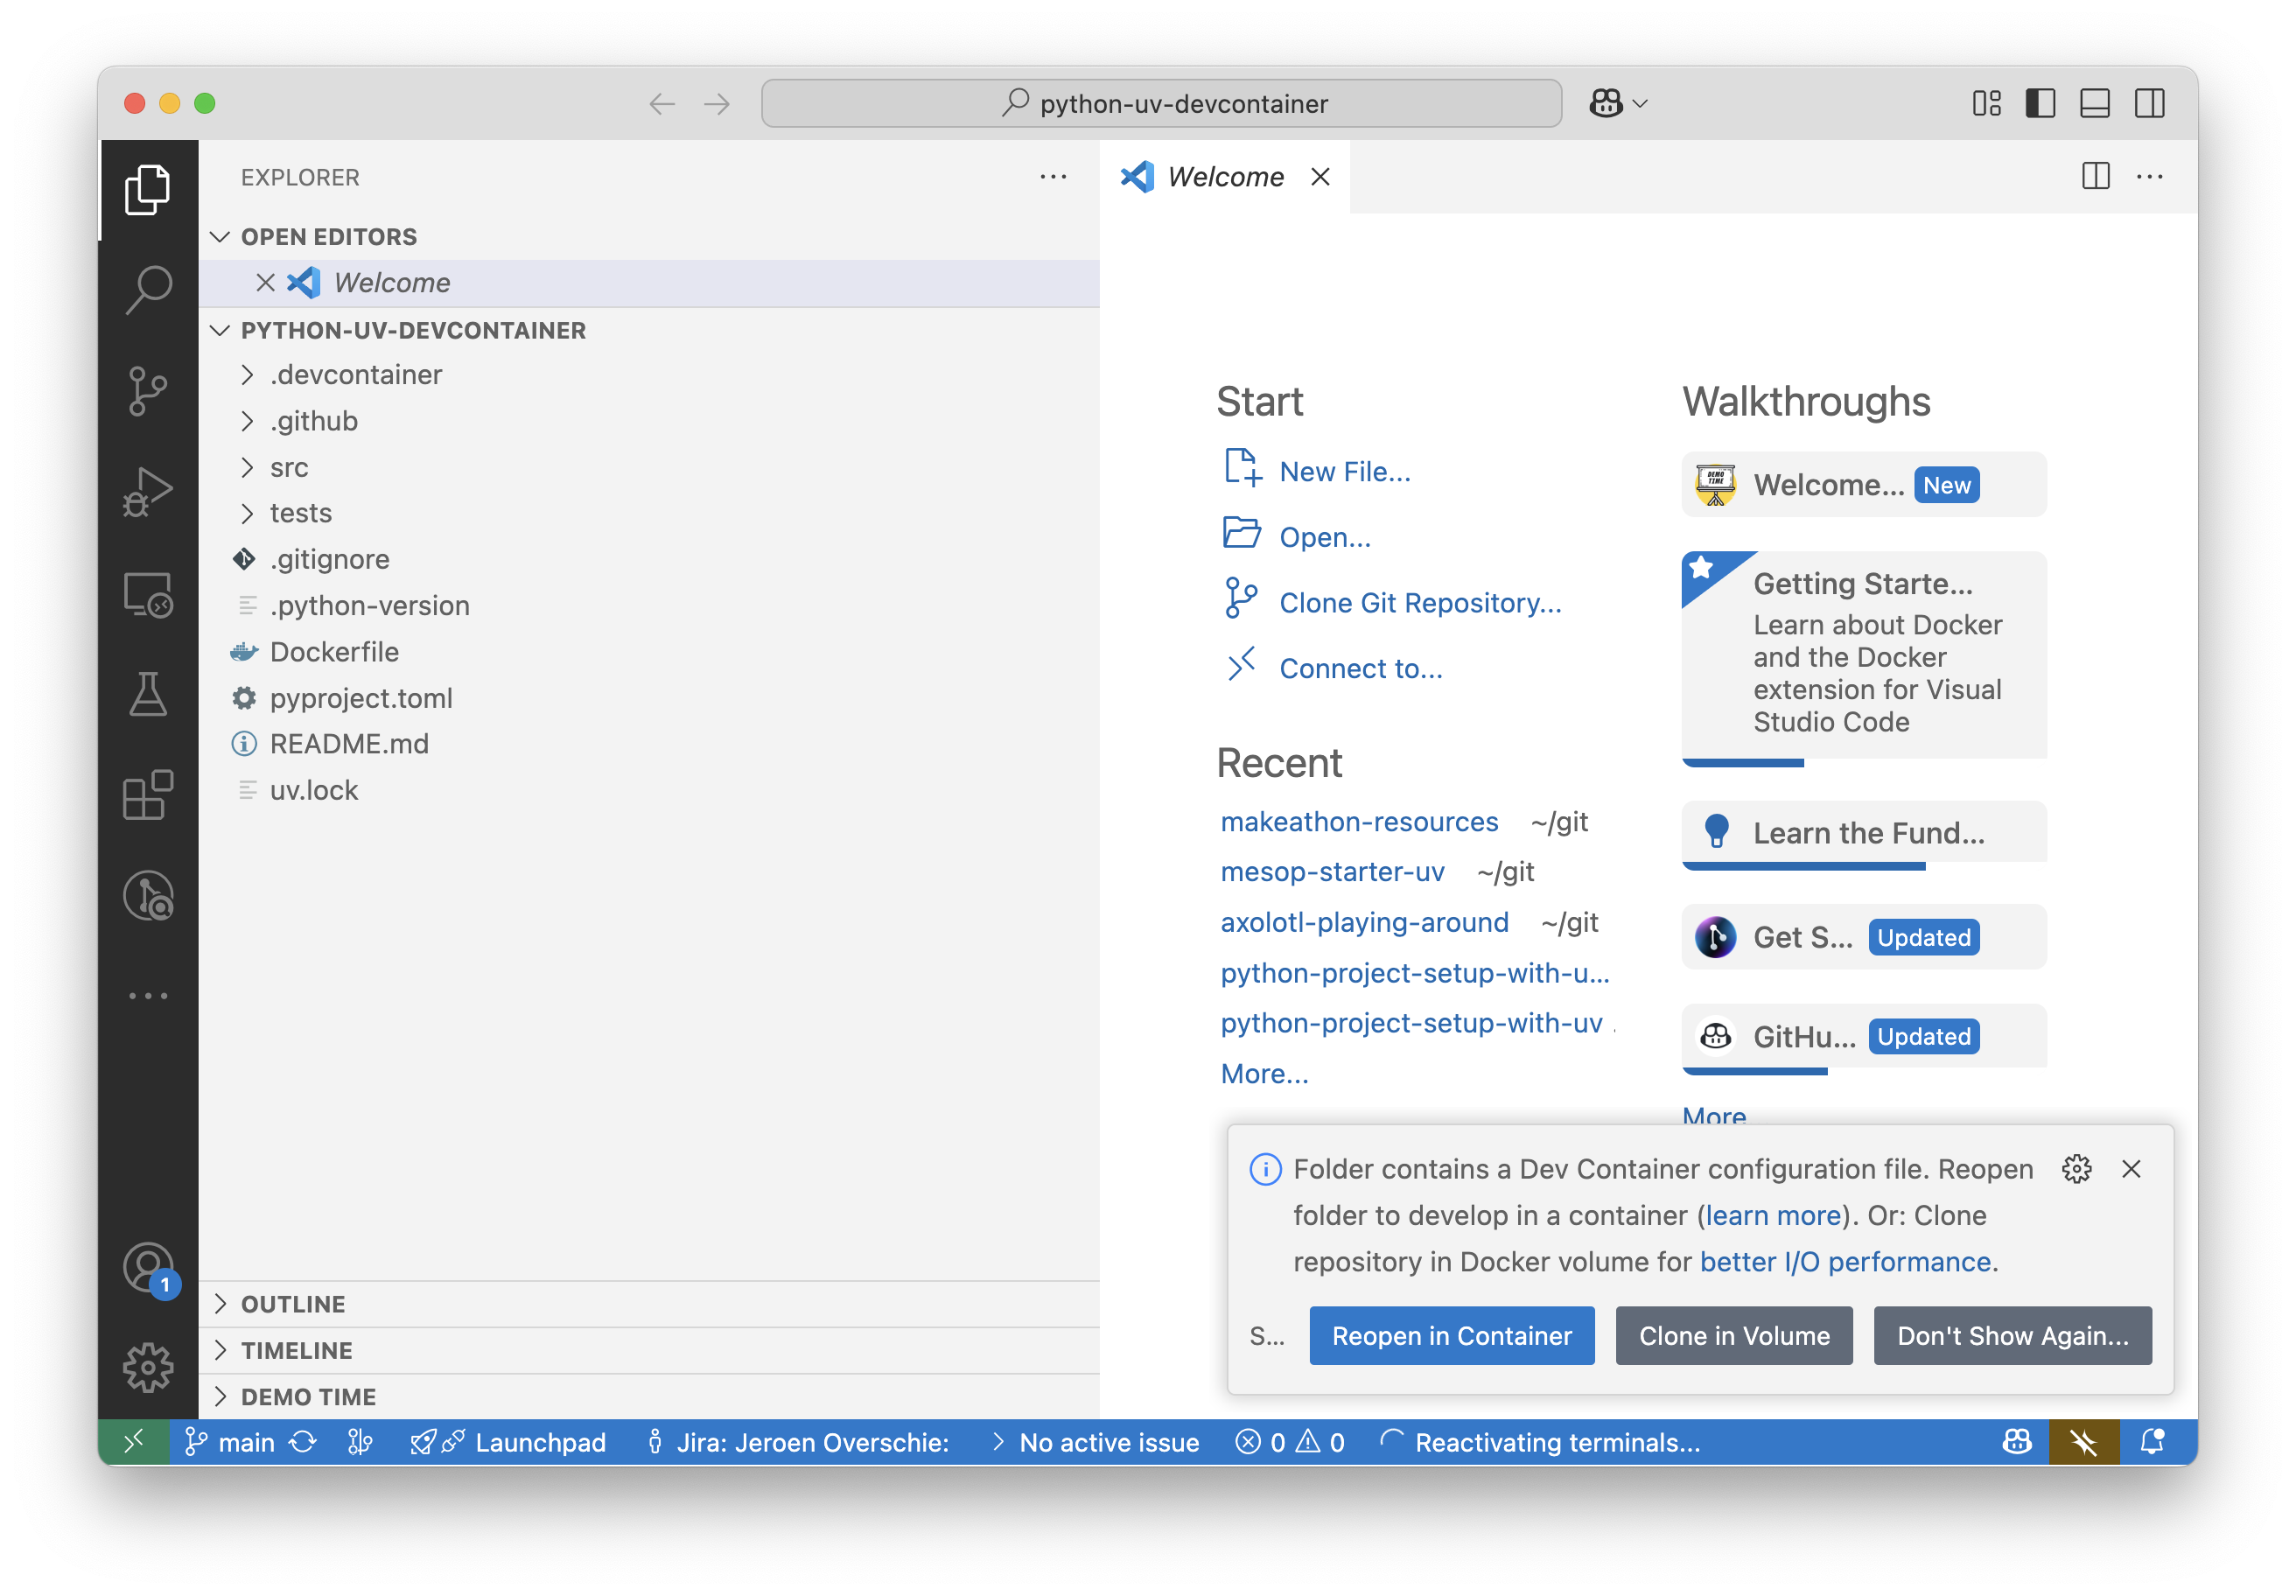 python-uv-devcontainer
EXPLORER
OPEN EDITORS
Welcome
PYTHON-UV-DEVCONTAINER
.devcontainer
.github
src
tests
.gitignore
.python-version
Dockerfile
pyproject.toml
README.md
uv.lock
OUTLINE
TIMELINE
DEMO TIME
1
Welcome
Start
New File...
Open...
Clone Git Repository...
Connect to...
Recent
makeathon-resources ~/git
mesop-starter-uv ~/git
axolotl-playing-around ~/git
python-project-setup-with-u...
python-project-setup-with-uv .
More...
Walkthroughs
DEMO
TIME
Welcome... New
Getting Starte...
Learn about Docker
and the Docker
extension for Visual
Studio Code
Learn the Fund...
Get S... Updated
GitHu... Updated
More
Folder contains a Dev Container configuration file. Reopen
folder to develop in a container (learn more). Or: Clone
repository in Docker volume for better I/O performance.
S... Reopen in Container Clone in Volume Don't Show Again...
main Launchpad Jira: Jeroen Overschie: No active issue 0 0 Reactivating terminals...